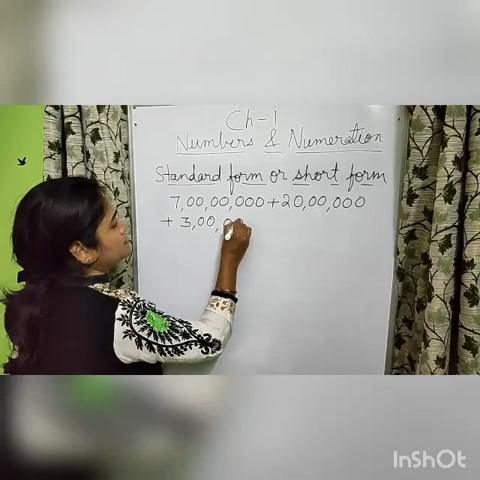 Ch-1
Numbers & Numeration
Standard form or short form
7,00,00,000+20,00,000
+ 3,00,0
InShOt